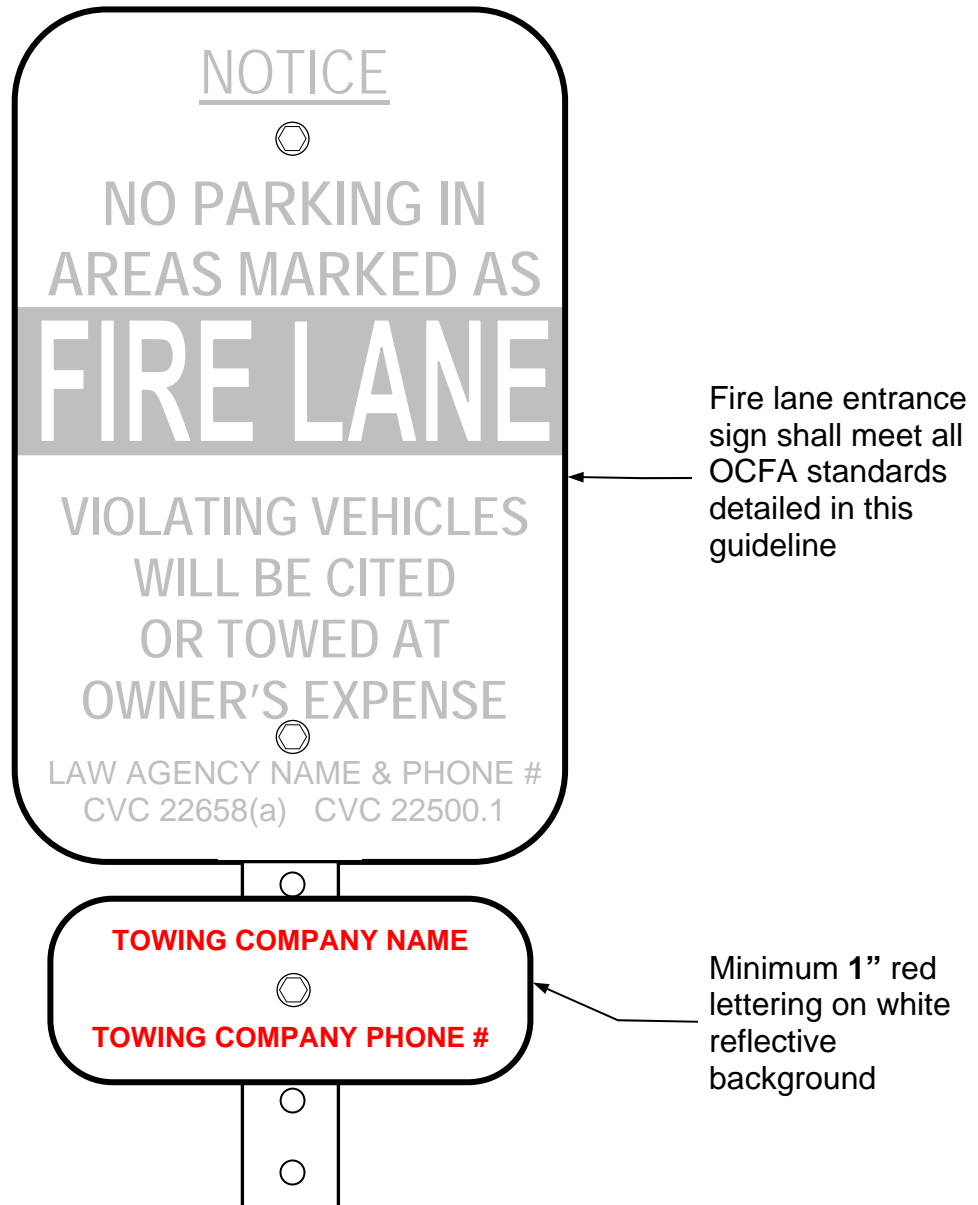 NOTICE
NO PARKING IN
AREAS MARKED AS
FIRE LANE
VIOLATING VEHICLES
WILL BE CITED
OR TOWED AT
OWNER'S EXPENSE
LAW AGENCY NAME & PHONE #
CVC 22658(a)   CVC 22500.1
Fire lane entrance
sign shall meet all
OCFA standards
detailed in this
guideline
TOWING COMPANY NAME
TOWING COMPANY PHONE #
Minimum 1” red
lettering on white
reflective
background